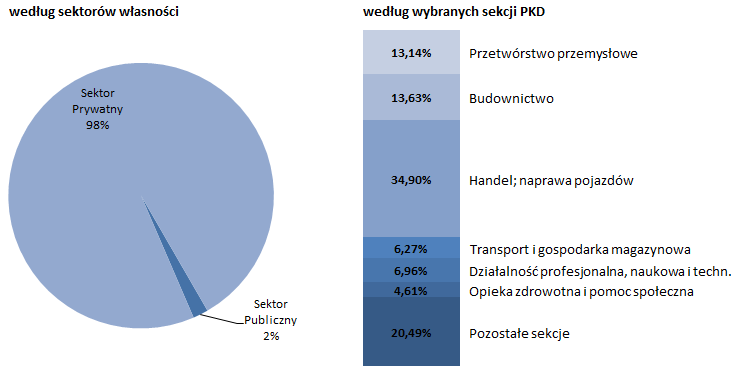 według sektorów własności
Sektor
Prywatny
98%
Sektor
Publiczny
2%
według wybranych sekcji PKD
13,14% Przetwórstwo przemysłowe
13,63% Budownictwo
34,90% Handel; naprawa pojazdów
6,27% Transport i gospodarka magazynowa
6,96% Działalność profesjonalna, naukowa i techn.
4,61% Opieka zdrowotna i pomoc społeczna
20,49% Pozostałe sekcje